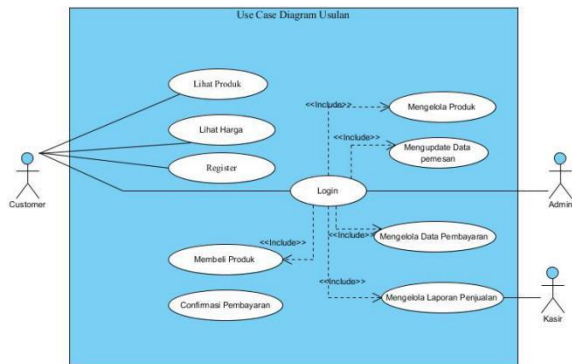 Use Case Diagram Usulan
Lihat Produk
<<Include>>
Mengelola Produk
Lihat Harga
<<Include>>
Mengupdate Data
pemesan
Register
Login
Customer
Admin
<<Include>>
Mengelola Data Pembayaran
<<Include>>
Membeli Produk
<<Include>>
Confirmasi Pembayaran
Mengelola Laporan Penjualan
Kasir